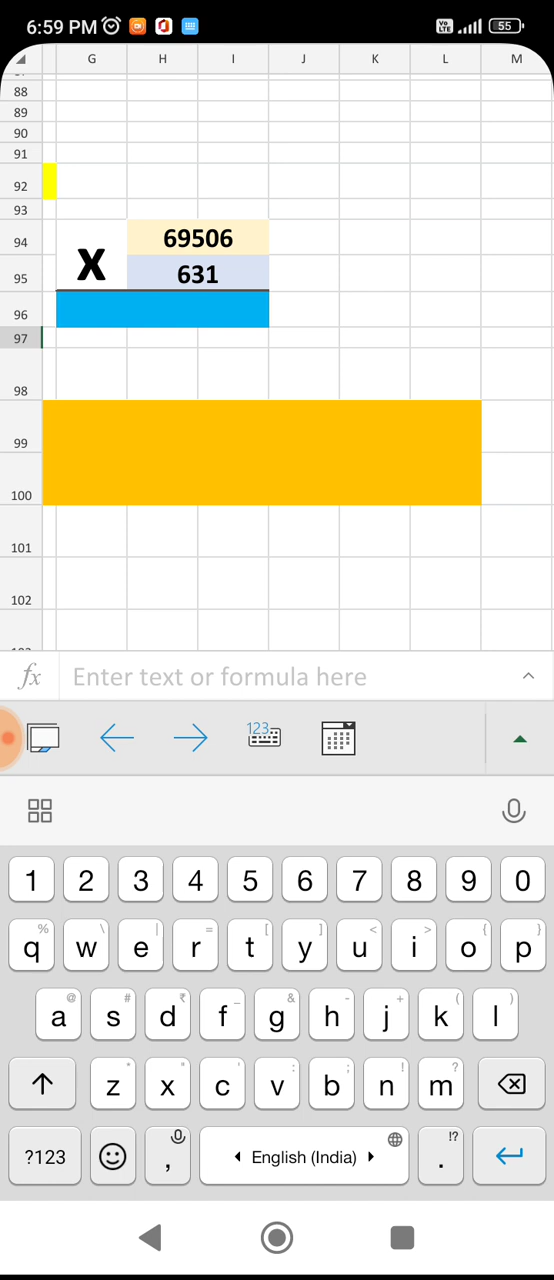 6:59 PM Vo LTE 55
G H I J K L M
88
89
90
91
92
93
94 69506
X
95 631
96
97
98
99
100
101
102
fx Enter text or formula here
123
1 2 3 4 5 6 7 8 9 0
% \ | = [ ] < > { }
q w e r t y u i o p
@ # ₹ _ & - + ( )
a s d f g h j k l
* " ' : ; ! ?
z x c v b n m
?123 , English (India) !? .